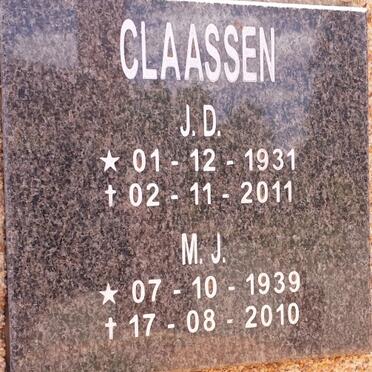 CLAASSEN
J.D.
★ 01 - 12 - 1931
✝ 02 - 11 - 2011
M.J.
★ 07 - 10 - 1939
✝ 17 - 08 - 2010